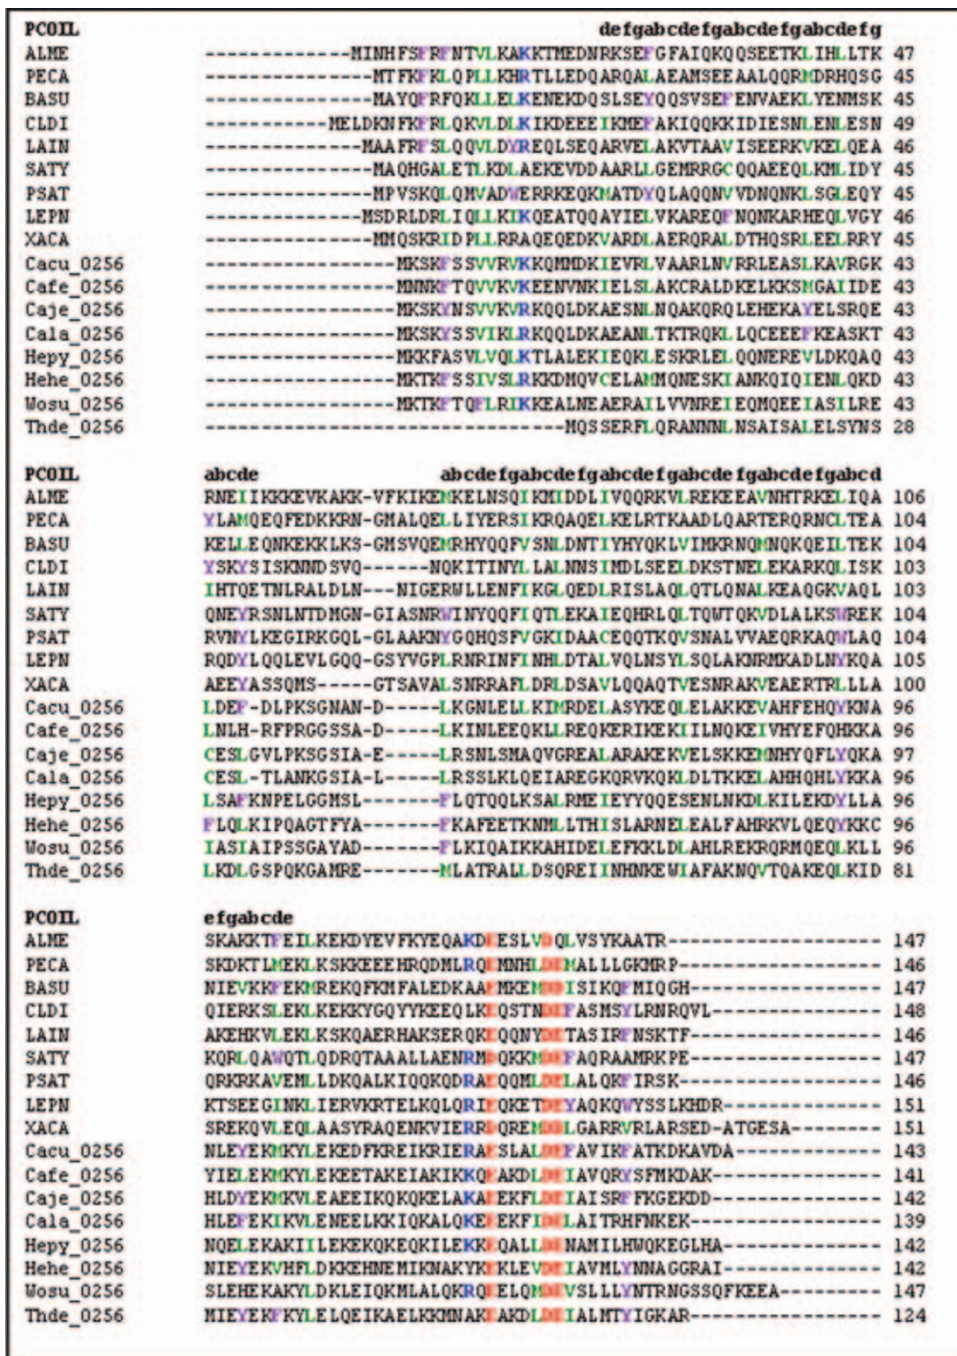 PCOIL defgabcdefgabcdefgabcdefgabcdefg
ALME --------------MINHFSFRFNTVLKAKKTMEDNRKSEFGFAIQKQQSEETKLIHLLTK 47
PECA ----------------MTFKFKLQPLLKHRTLLEDQARQALAEAMSEEAALQQRMDRHQSG 45
BASU ----------------MAYQFRFQKLLELKENEKDQSLSEYQQSVSEFENVAEKLYENMSK 45
CLDI ------------MELDKNFKFRLQKVLDLKIKDEEEIKMEFAKIQQKKIDIESNLENLESN 49
LAIN ---------------MAAFRFSLQQVLDYREQLSEQARVELAKVTAAVISEERKVKELQEA 46
SATY ----------------MAQHGALETLKDLAEKEVDDAARLLGEMRRGCQQAEEQLKMLIDY 45
PSAT ----------------MPVSKQLQMVADWERRKEQKMATDYQLAQQNVVDNQNKLSGLEQY 45
LEPN ---------------MSDRLDRLIQLLKIKQEATQQAYIELVKAREQFNQNKARHEQLVGY 46
XACA ----------------MMQSKRIDPLLRRAQEQEDKVARDLAERQRALDTHQSRLEELRRY 45
Cacu_0256 ------------------MKSKFSSVVRVKKQMMDKIEVRLVAARLNVRRLEASLKAVRGK 43
Cafe_0256 ------------------MNNKFTQVVKVKEENVNKIELSLAKCRALDKELKKSMGAIIDE 43
Caje_0256 ------------------MKSKYNSVVKVRKQQLDKAESNLNQAKQRQLEHEKAYELSRQE 43
Cala_0256 ------------------MKSKYSSVIKLRKQQLDKAEANLTKTRQKLLQCEEEFKEASKT 43
Hepy_0256 ------------------MKKFASVLVQLKTLALEKIEQKLESKRLELQQNEREVLDKQAQ 43
Hehe_0256 ------------------MKTKFSSIVSLRKKDMQVCELAMMQNESKIANKQIQIENLQKD 43
Wosu_0256 ------------------MKTKFTQFLRIKKEALNEAERAILVVNREIEQMQEEIASILRE 43
Thde_0256 ---------------------------------MQSSERFLQRANNNLNSAISALELSYNS 28
PCOIL abcde abcdefgabcdefgabcdefgabcdefgabcdefgabcd
ALME RNEIIKKKEVKAKK-VFKIKEMKELNSQIKMIDDLIVQQRKVLREKEEAVNHTRKELIQA 106
PECA YLAMQEQFEDKKRN-GMALQELLIYERSIKRQAQELKELRTKAADLQARTERQRNCLTEA 104
BASU KELLEQNKEKKLKS-GMSVQEMRHYQQFVSNLDNTIYHYQKLVIMKRNQMNQKQEILTEK 104
CLDI YSKYSISKNNDSVQ-----NQKITINYLLALNNSIMDLSEELDKSTNELEKARKQLISK 103
LAIN IHTQETNLRALDLN---NIGERWLLENFIKGLQEDLRISLAQLQTLQNALKEAQGKVAQL 103
SATY QNEYRSNLNTDMGN-GIASNRWINYQQFIQTLEKAIEQHRLQLTQWTQKVDLALKSWREK 104
PSAT RVNYLKEGIRKGQL-GLAAKNYGQHQSFVGKIDAACEQQTKQVSNALVVAEQRKAQWLAQ 104
LEPN RQDYLQQLEVLGQQ-GSYVGPLRNRINFINHLDTALVQLNSYLSQLAKNRMKADLNYKQA 105
XACA AEEYASSQMS-----GTSAVALSNRRAFLDRLDSAVLQQAQTVESNRAKVEAERTRLLLA 100
Cacu_0256 LDEF-DLPKSGNAN-D-----LKGNLELLKIMRDELASYKEQLELAKKEVAHFEHQYKNA 96
Cafe_0256 LNLH-RFPRGGSSA-D-----LKINLEEQKLLREQKERIKEKIILNQKEIVHYEFQHKKA 96
Caje_0256 CESLGVLPKSGSIA-E-----LRSNLSMAQVGREALARAKEKVELSKKEMNHYQFLYQKA 97
Cala_0256 CESL-TLANKGSIA-L-----LRSSLKLQEIAREGKQRVKQKLDLTKKELAHHQHLYKKA 96
Hepy_0256 LSAFKNPELGGMSL-------FLQTQQLKSALRMEIEYYQQESENLNKDLKILEKDYLLA 96
Hehe_0256 FLQLKIPQAGTFYA-------FKAFEETKNMLLTHISLARNELEALFAHRKVLQEQYKKC 96
Wosu_0256 IASIAIPSSGAYAD-------FLKIQAIKKAHIDELEFKKLDLAHLREKRQRMQEQLKLL 96
Thde_0256 LKDLGSPQKGAMRE-------MLATRALLDSQREIINHNKEWIAFAKNQVTQAKEQLKID 81
PCOIL efgabcde
ALME SKAKKTFEILKEKDYEVFKYEQAKDEESLVDQLVSYKAATR------------------- 147
PECA SKDKTLMEKLKSKKEEEHRQDMLRQEMNHLDEMALLLGKMRP------------------ 146
BASU NIEVKKFEKMREKQFKMFALEDKAAEMKEMDDISIKQFMIQGH----------------- 147
CLDI QIERKSLEKLKEKKYGQYYKEEQLKEQSTNDEFASMSYLRNRQVL--------------- 148
LAIN AKEHKVLEKLKSKQAERHAKSERQKEQQNYDETASIRFNSKTF----------------- 146
SATY KQRLQAWQTLQDRQTAAALLAENRMDQKKMDEFAQRAAMRKPE----------------- 147
PSAT QRKRKAVEMLLDKQALKIQQKQDRAEQQMLDELALQKFIRSK------------------ 146
LEPN KTSEEGINKLIERVKRTELKQLQRIEQKETDEYAQKQWYSSLKHDR-------------- 151
XACA SREKQVLEQLAASYRAQENKVIERRDQREMDDLGARRVRLARSED-ATGESA-------- 151
Cacu_0256 NLEYEKMKYLEKEDFKREIKRIERAESLALDEFAVIKFATKDKAVDA------------- 143
Cafe_0256 YIELEKMKYLEKEETAKEIAKIKKQEAKDLDEIAVQRYSFMKDAK--------------- 141
Caje_0256 HLDYEKMKVLEAEEIKQKQKELAKAEEKFLDEIAISRFFKGEKDD--------------- 142
Cala_0256 HLEFEKIKVLENEELKKIQKALQKEEEKFIDELAITRHFNKEK----------------- 139
Hepy_0256 NQELEKAKIILEKEKQKEQKILEKKEQALLDENAMILHWQKEGLHA-------------- 142
Hehe_0256 NIEYEKVHFLDKKEHNEMIKNAKYKEKLEVDEIAVMLYNNAGGRAI-------------- 142
Wosu_0256 SLEHEKAKYLDKLEIQKMLALQKRQEELQMDEVSLLLYNTRNGSSQFKEEA--------- 147
Thde_0256 MIEYEKFKYLELQEIKAELKKMNAKEAKDLDEIALMTYIGKAR----------------- 124